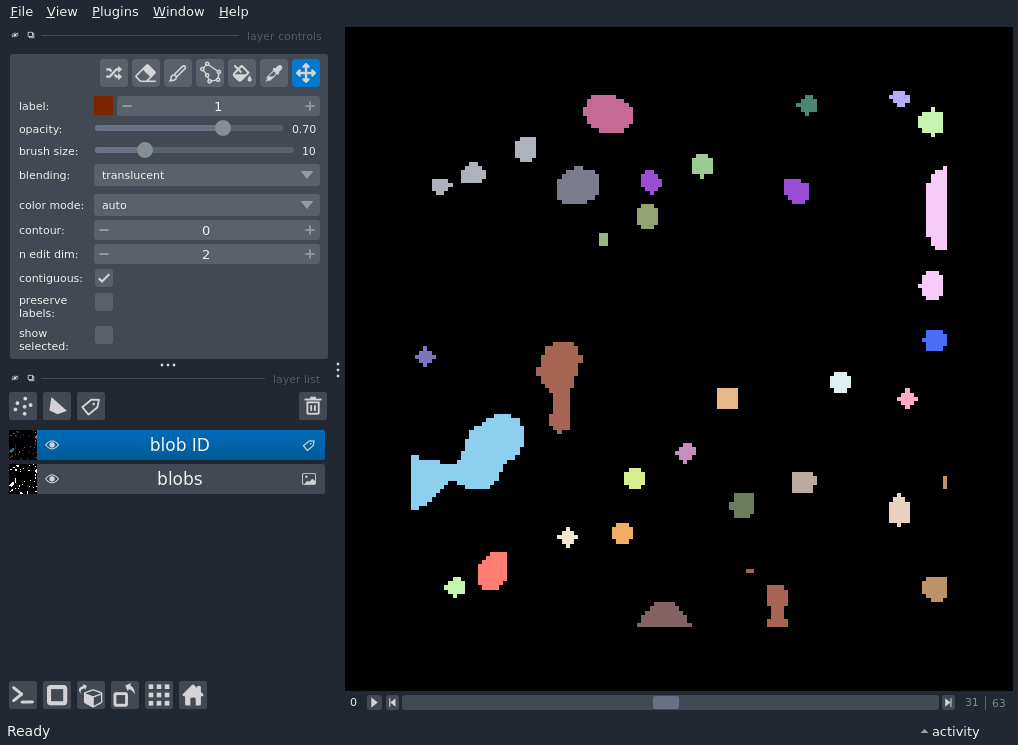 File View Plugins Window Help
layer controls
label: 1
opacity: 0.70
brush size: 10
blending: translucent
color mode: auto
contour: 0
n edit dim: 2
contiguous:
preserve
labels:
show
selected:
layer list
blob ID
blobs
0 31 | 63
Ready activity